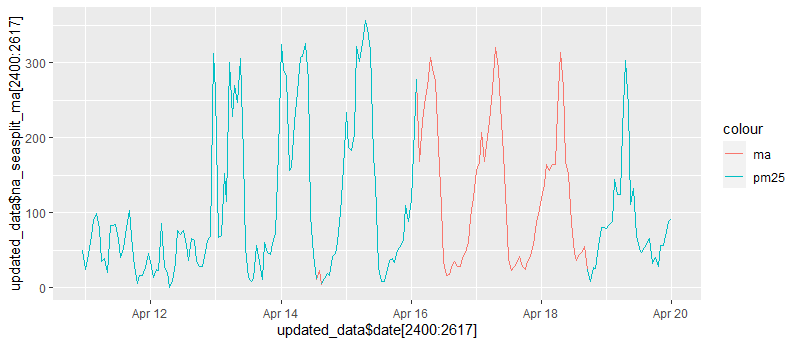 updated_data$na_seasplit_ma[2400:2617]
300
200
100
0
Apr 12
Apr 14
Apr 16
Apr 18
Apr 20
updated_data$date[2400:2617]
colour
ma
pm25